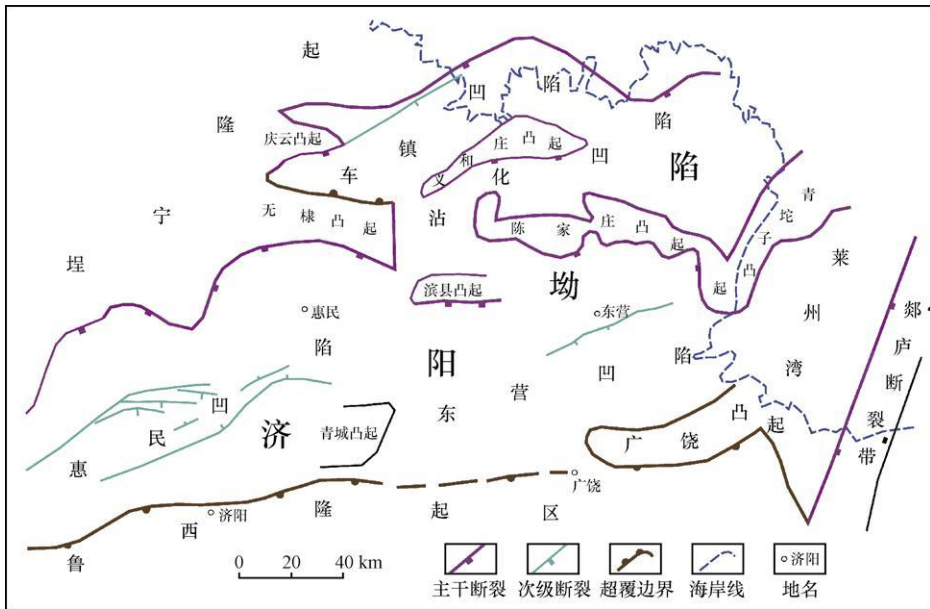 起
隆
宁
埕
庆云凸起
车
镇
凹
陷
无棣凸起
义和庄凸起
沾
化
凹
陷
陈家庄凸起
青坨子凸起
莱
州
湾
滨县凸起
惠民
东营
济
阳
坳
陷
惠
民
凹
陷
东
营
凹
陷
青城凸起
广饶凸起
广饶
济阳
鲁
西
隆
起
区
郯庐断裂带
0 20 40 km
主干断裂
次级断裂
超覆边界
海岸线
济阳
地名